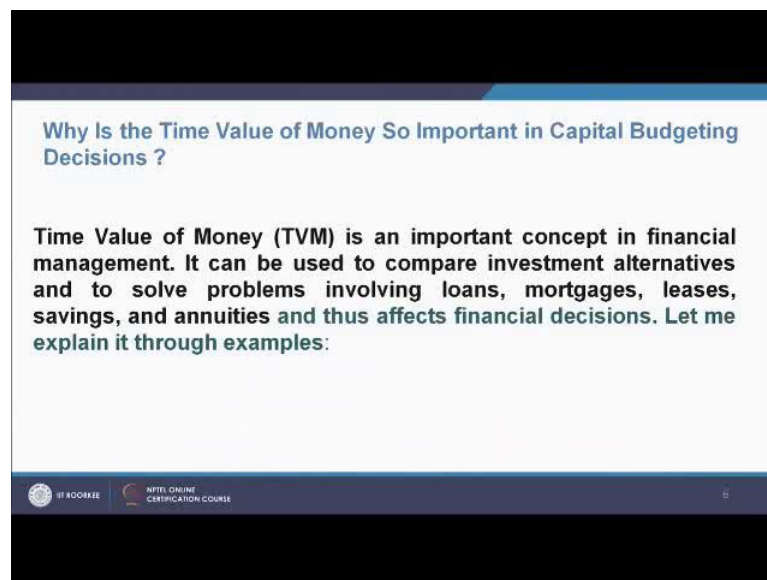 Why Is the Time Value of Money So Important in Capital Budgeting
Decisions ?
Time Value of Money (TVM) is an important concept in financial
management. It can be used to compare investment alternatives
and to solve problems involving loans, mortgages, leases,
savings, and annuities and thus affects financial decisions. Let me
explain it through examples:
IIT ROORKEE
NPTEL ONLINE
CERTIFICATION COURSE
6